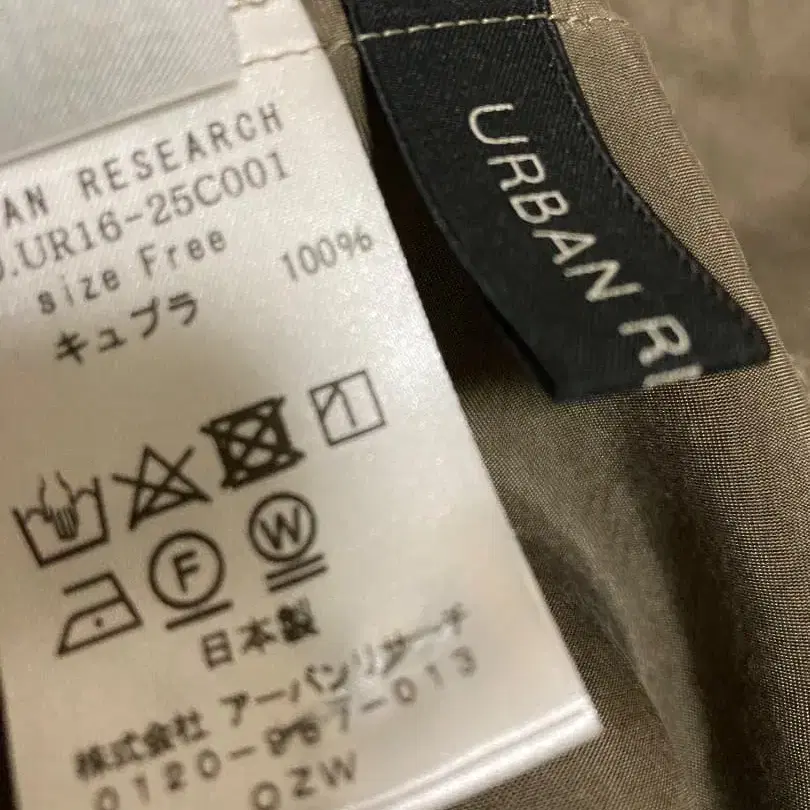 AN RESEARCH
.UR16-25C001
size Free
キュプラ 100%
F W
日本製
株式会社 アーバンリサーチ
OZW
URBAN R